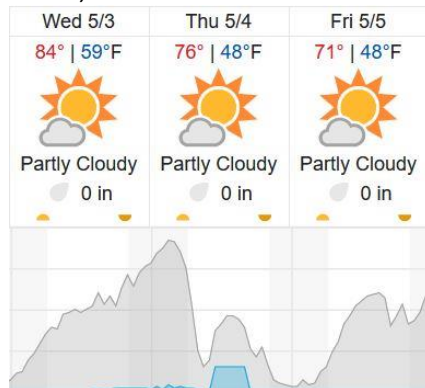 Wed 5/3 Thu 5/4 Fri 5/5
84° | 59°F 76° | 48°F 71° | 48°F
Partly Cloudy Partly Cloudy Partly Cloudy
0 in 0 in 0 in